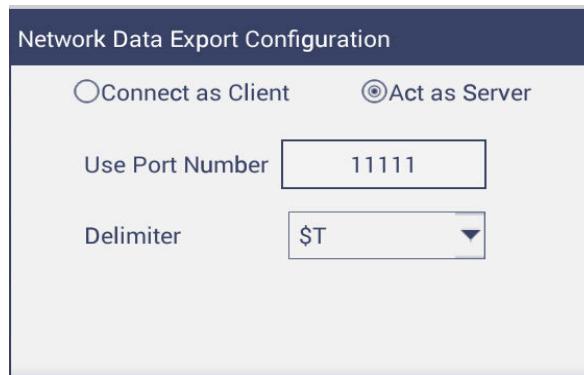 Network Data Export Configuration
Connect as Client Act as Server
Use Port Number 11111
Delimiter $T